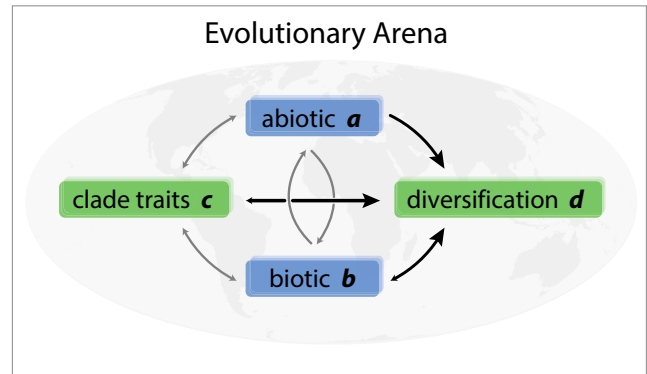 Evolutionary Arena
abiotic a
clade traits c
diversification d
biotic b